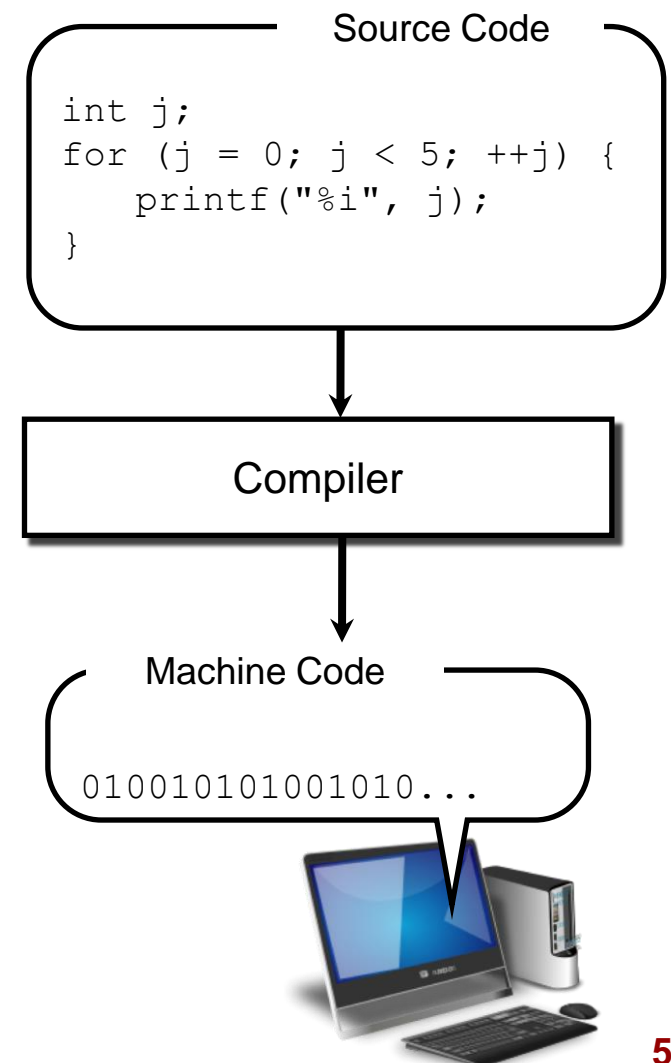 Source Code
int j;
for (j = 0; j < 5; ++j) {
   printf("%i", j);
}
Compiler
Machine Code
010010101001010...
5